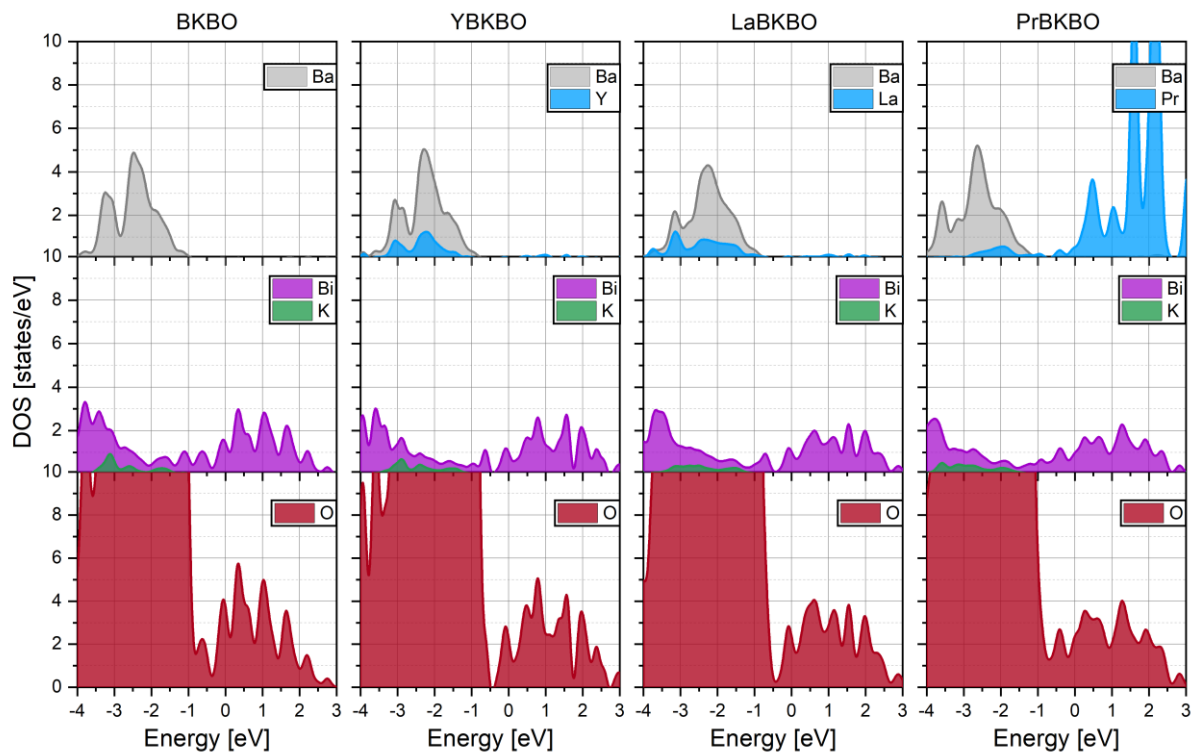 BKBO YBKBO LaBKBO PrBKBO
10 Ba Ba Y Ba La Ba Pr
8
6
4
2
10 Bi K Bi K Bi K Bi K
8
6
4
2
10 O O O O
8
6
4
2
0
DOS [states/eV]
-4 -3 -2 -1 0 1 2 3 -4 -3 -2 -1 0 1 2 3 -4 -3 -2 -1 0 1 2 3 -4 -3 -2 -1 0 1 2 3
Energy [eV] Energy [eV] Energy [eV] Energy [eV]